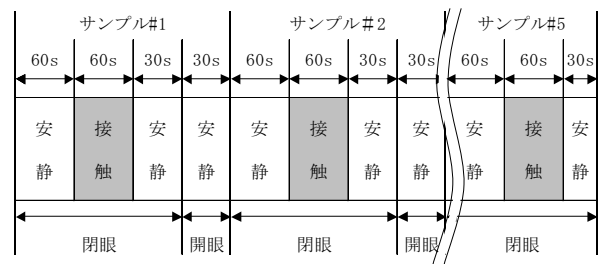 サンプル#1 サンプル＃2 サンプル#5
60s 60s 30s 30s 60s 60s 30s 30s 60s 60s 30s
安 接 安 安 安 接 安 安 安 接 安
静 触 静 静 静 触 静 静 静 触 静
閉眼 開眼 閉眼 開眼 閉眼